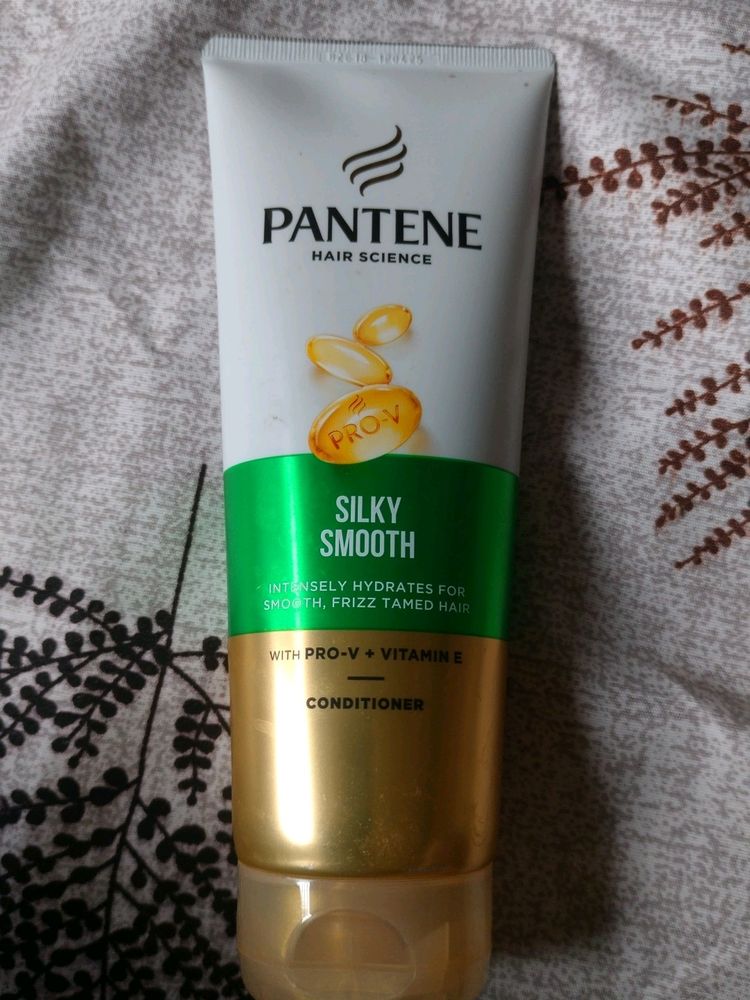 PANTENE
HAIR SCIENCE
PRO-V
SILKY
SMOOTH
INTENSELY HYDRATES FOR
SMOOTH, FRIZZ TAMED HAIR
WITH PRO-V + VITAMIN E
CONDITIONER